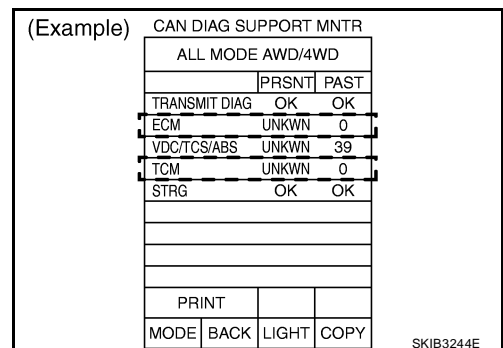 (Example) CAN DIAG SUPPORT MNTR
ALL MODE AWD/4WD
PRSNT PAST
TRANSMIT DIAG OK OK
ECM UNKWN 0
VDC/TCS/ABS UNKWN 39
TCM UNKWN 0
STRG OK OK
PRINT
MODE BACK LIGHT COPY
SKIB3244E